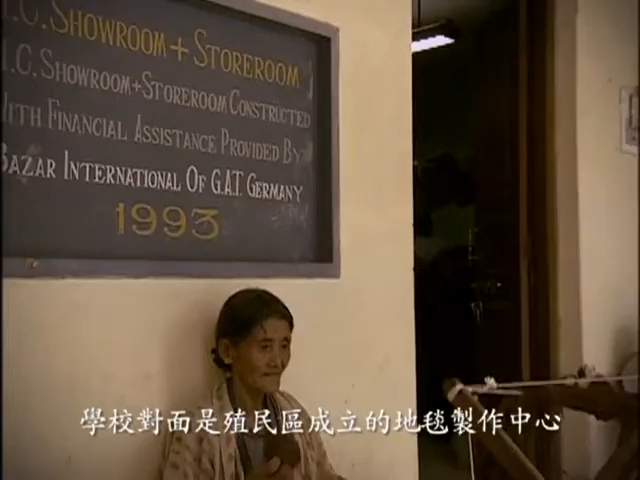 .C. SHOWROOM + STOREROOM
.C. SHOWROOM + STOREROOM CONSTRUCTED
WITH FINANCIAL ASSISTANCE PROVIDED BY
BAZAR INTERNATIONAL OF G.A.T. GERMANY
1993
學校對面是殖民區成立的地毯製作中心